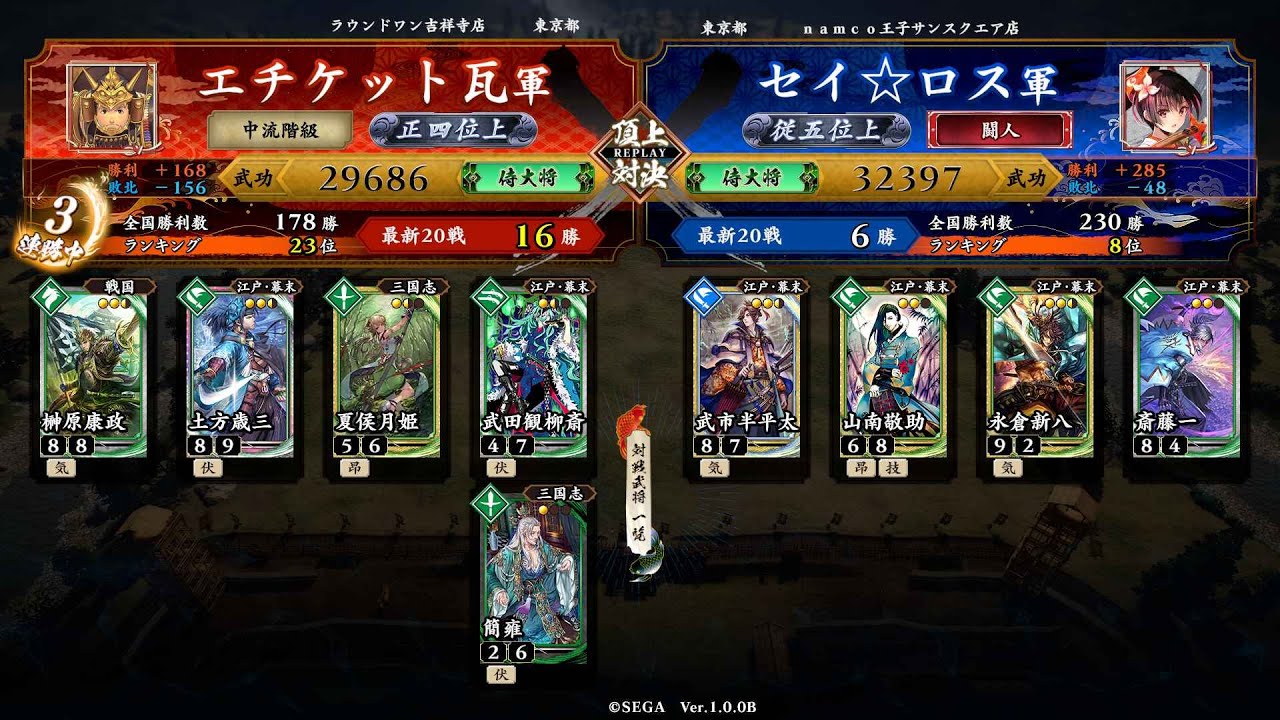 ラウンドワン吉祥寺店 東京都
東京都 namco王子サンスクエア店
エチケット瓦軍
中流階級 正四位上
勝利 +168
敗北 -156
武功 29686 侍大将
3連勝中
全国勝利数 178勝
ランキング 23位
最新20戦 16勝
頂上
REPLAY
対決
セイ☆ロス軍
従五位上 闘人
侍大将 32397 武功
勝利 +285
敗北 -48
最新20戦 6勝
全国勝利数 230勝
ランキング 8位
戦国
榊原康政
8 8
気
江戸・幕末
土方歳三
8 9
伏
三国志
夏侯月姫
5 6
昂
江戸・幕末
武田観柳斎
4 7
伏
三国志
簡雍
2 6
伏
対戦武将一覧
江戸・幕末
武市半平太
8 7
気
江戸・幕末
山南敬助
6 8
昂 技
江戸・幕末
永倉新八
9 2
気
江戸・幕末
斎藤一
8 4
©SEGA Ver.1.0.0B